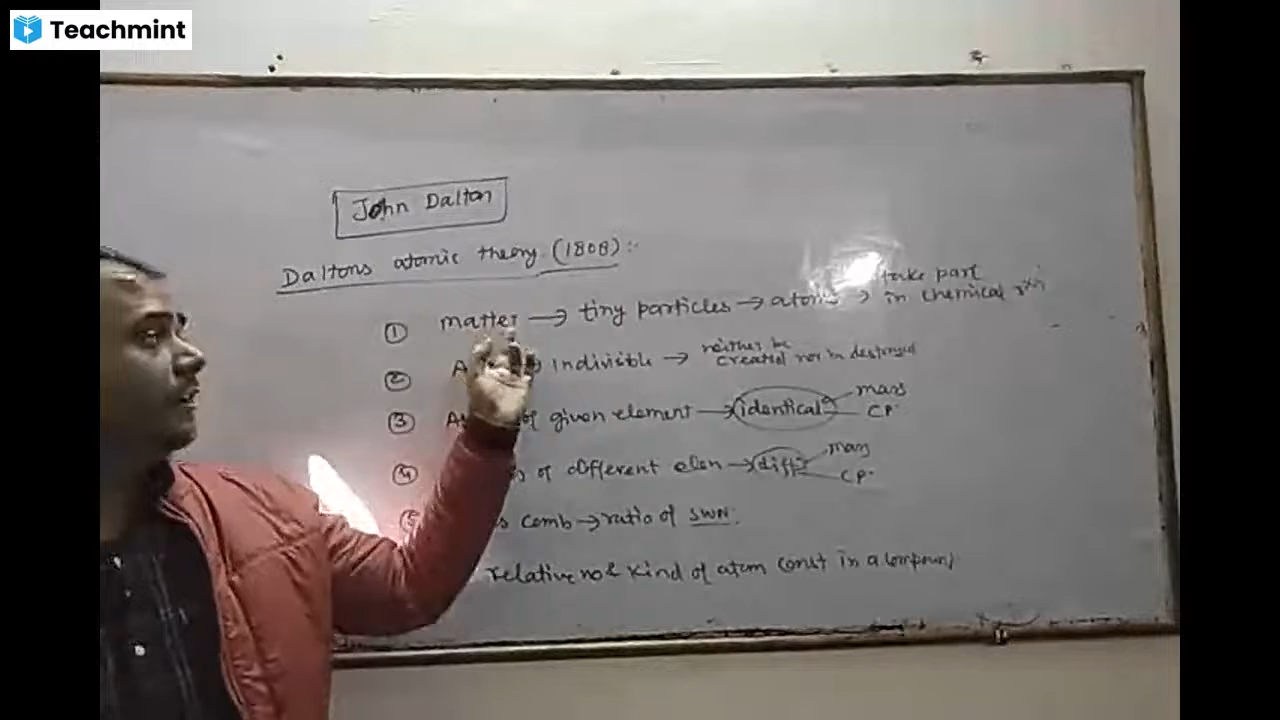 Teachmint
John Dalton
Daltons atomic theory (1808):-
① matter → tiny particles → atoms → take part in chemical rxn
② indivisible → neither be created nor be destroyed
③ of given element → identical mass CP
④ of different elem → diff mass CP
comb → ratio of SWN.
relative no & kind of atom const in a compound